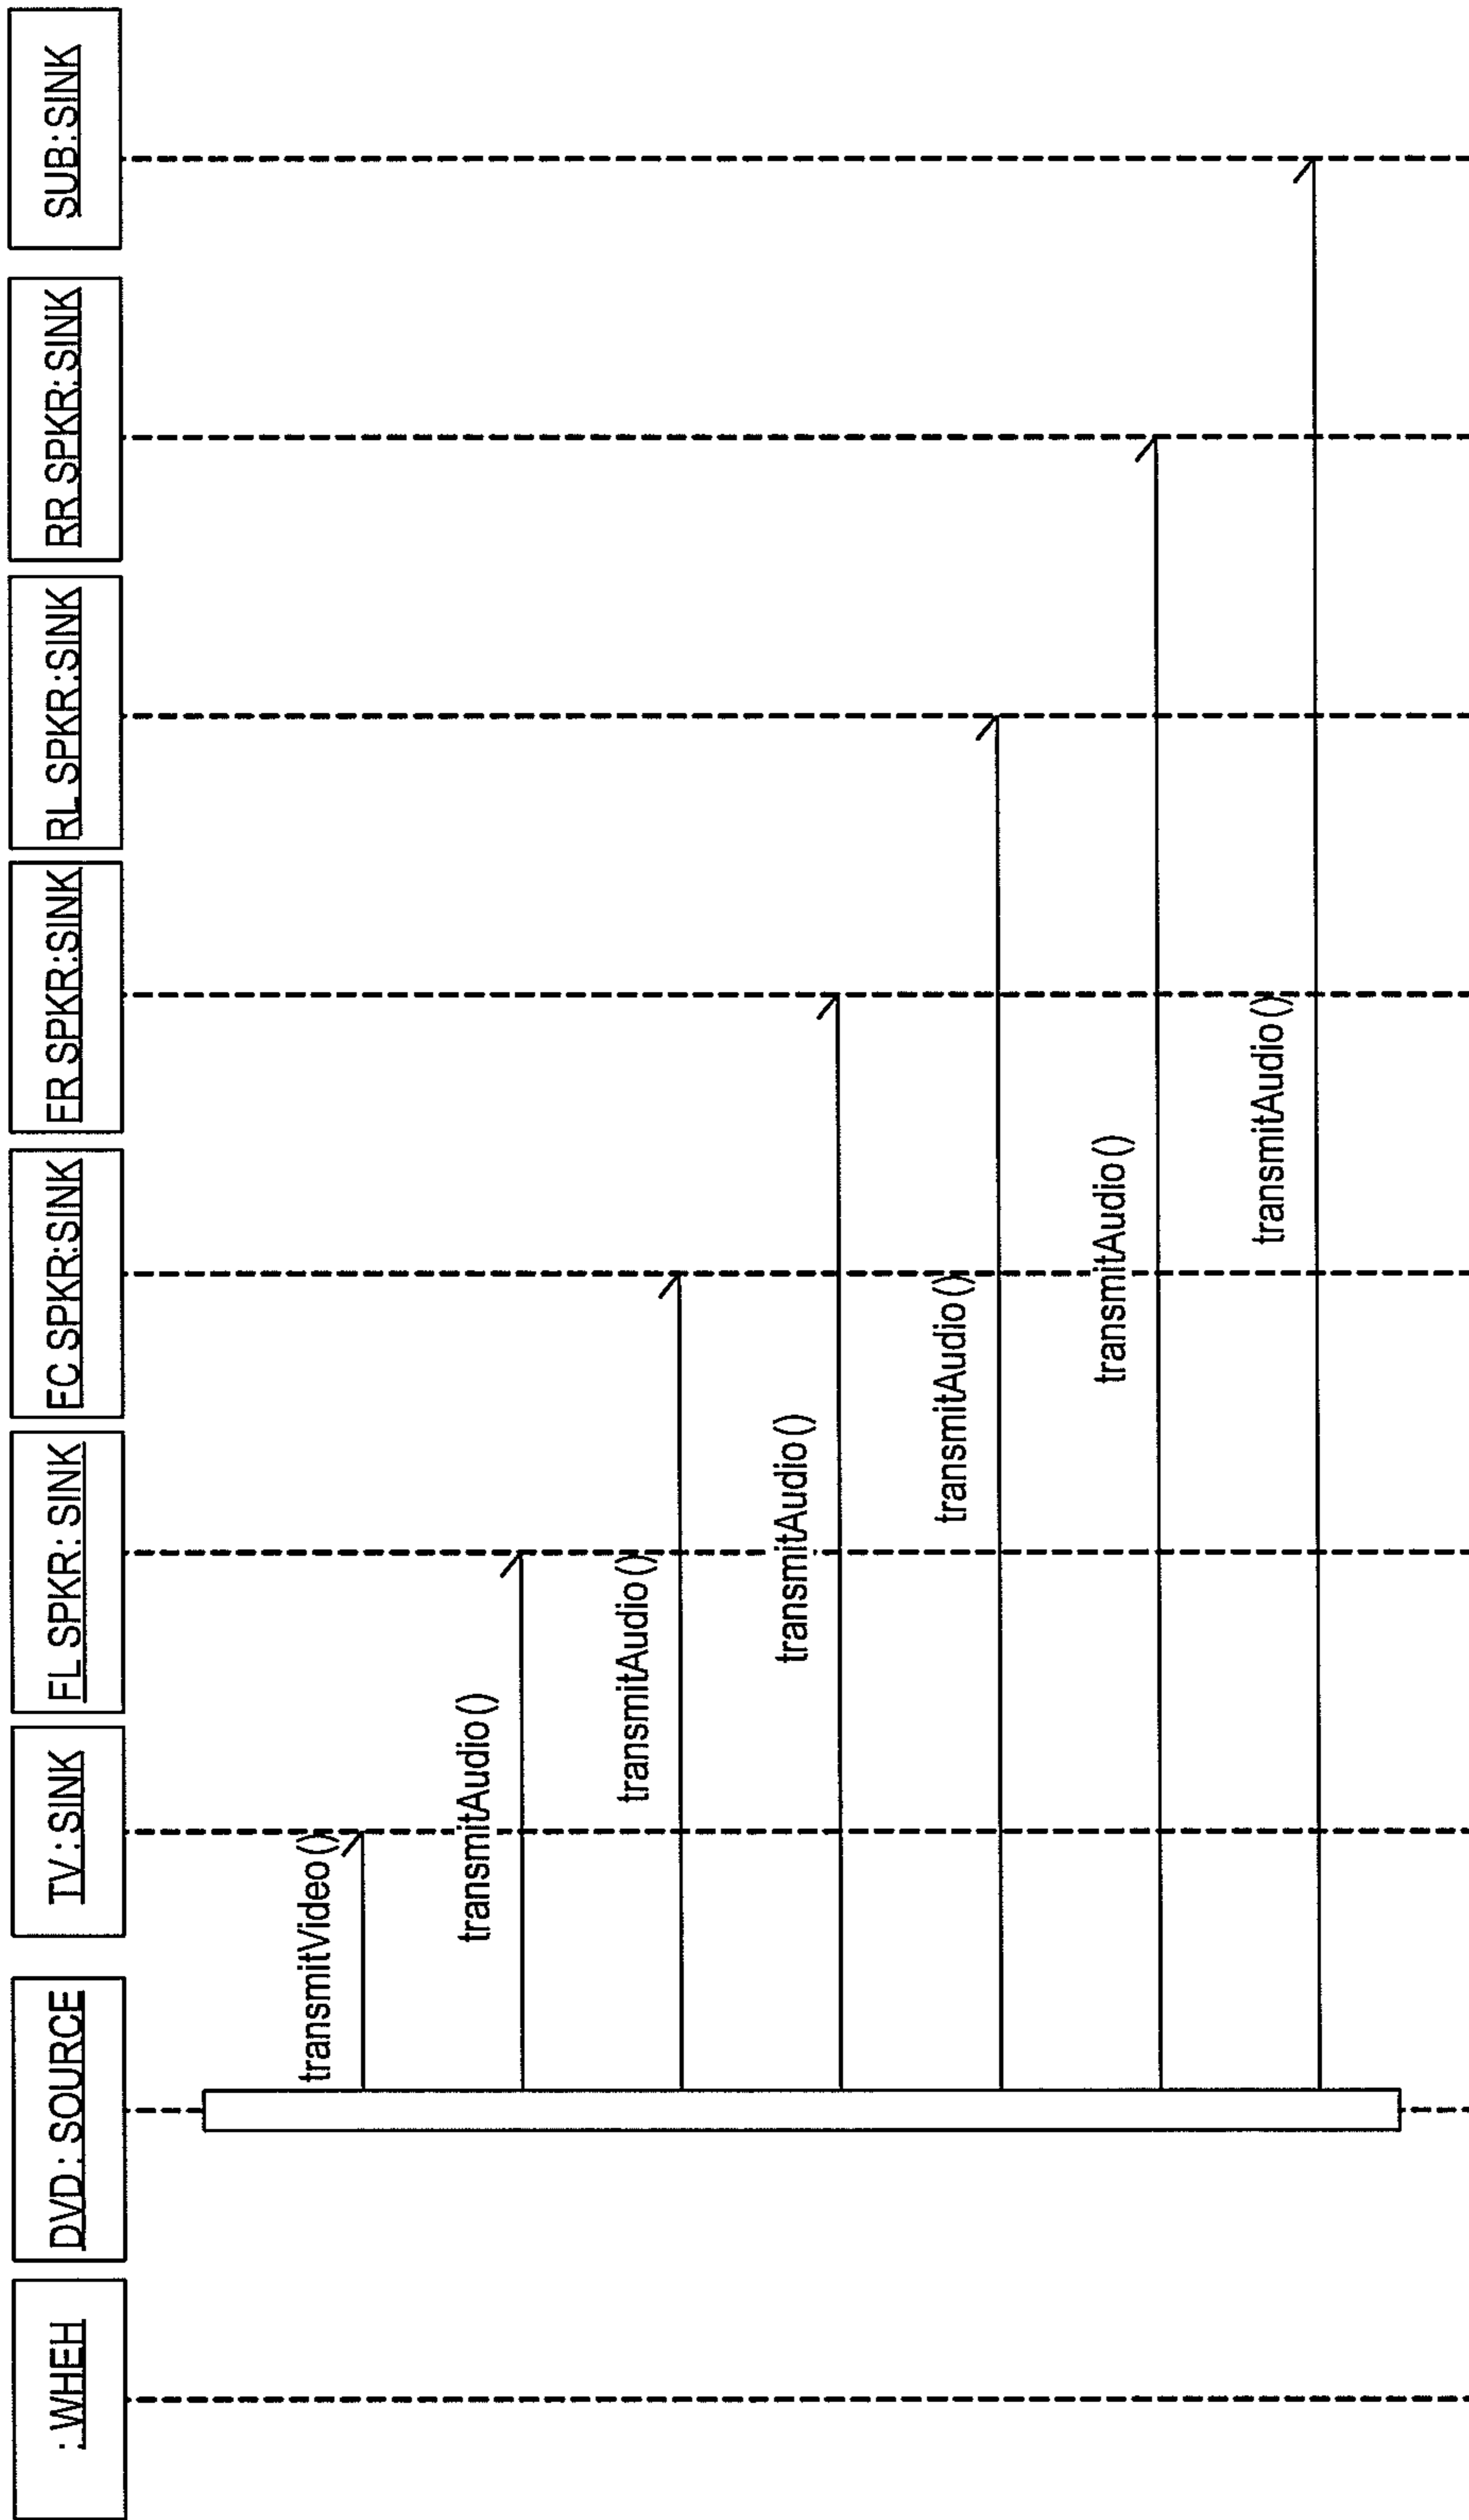 : WHEH
DVD : SOURCE
TV : SINK
FL SPKR : SINK
FC SPKR:SINK
FR SPKR:SINK
RL SPKR:SINK
RR SPKR: SINK
SUB: SINK
transmitVideo ()
transmitAudio ()
transmitAudio ()
transmitAudio ()
transmitAudio ()
transmitAudio ()
transmitAudio ()